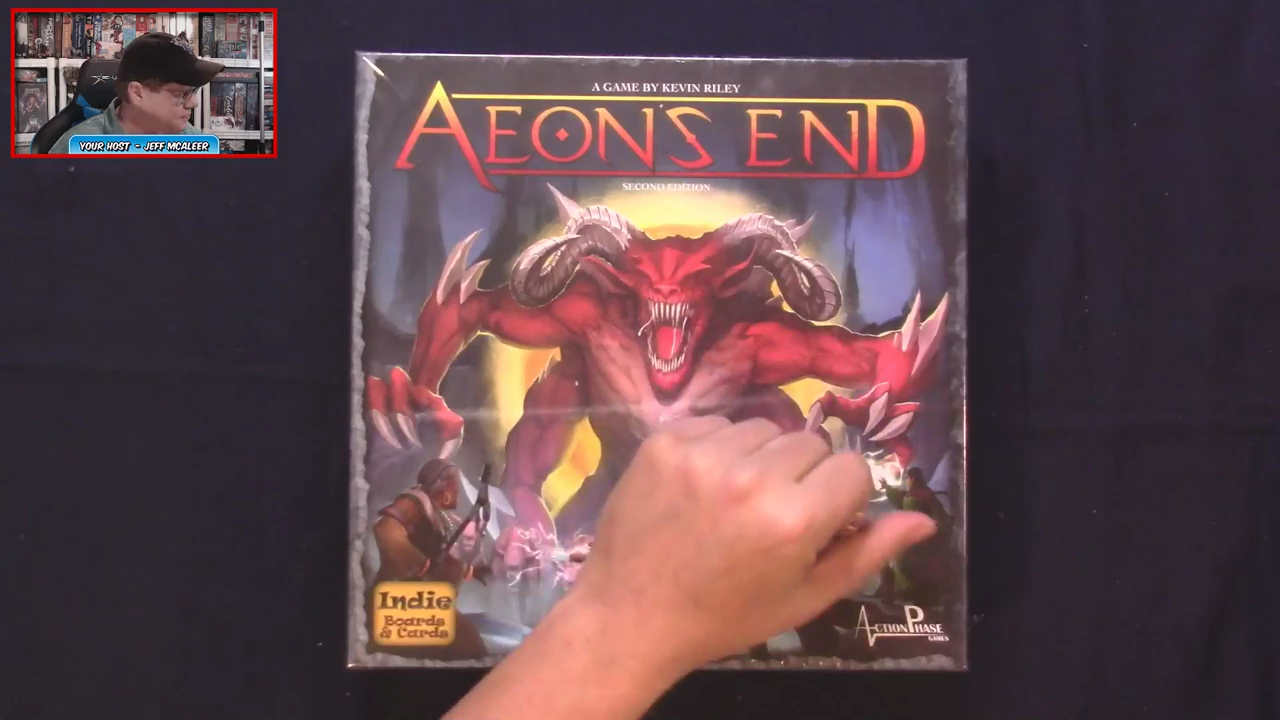 YOUR HOST - JEFF MCALEER
A GAME BY KEVIN RILEY
AEON'S END
SECOND EDITION
Indie
Boards
& Cards
ACTION PHASE
GAMES